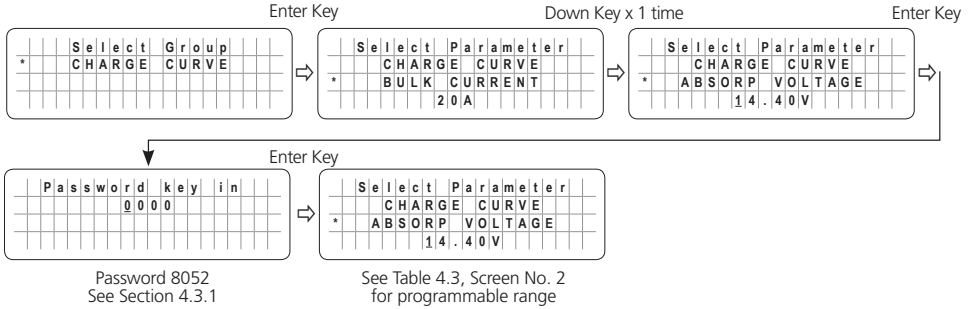 Enter Key
Down Key x 1 time
Enter Key
Select Group
* CHARGE CURVE
Select Parameter
CHARGE CURVE
* BULK CURRENT
20A
Select Parameter
CHARGE CURVE
* ABSORP VOLTAGE
14.40V
Enter Key
Password key in
0000
Select Parameter
CHARGE CURVE
* ABSORP VOLTAGE
14.40V
Password 8052
See Section 4.3.1
See Table 4.3, Screen No. 2
for programmable range